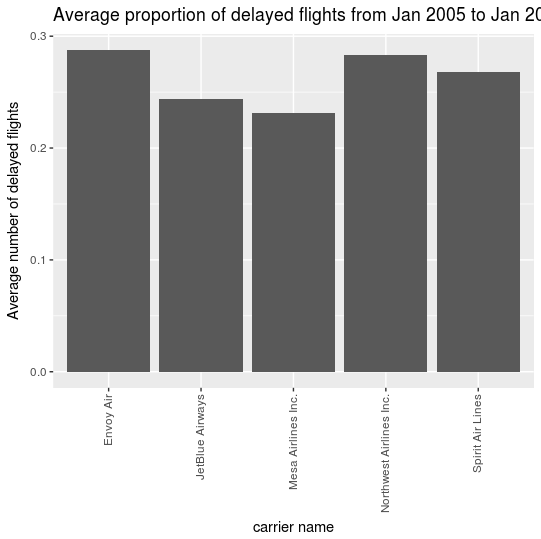 Average proportion of delayed flights from Jan 2005 to Jan
Average number of delayed flights
0.3
0.2
0.1
0.0
Envoy Air
JetBlue Airways
Mesa Airlines Inc.
Northwest Airlines Inc.
Spirit Air Lines
carrier name